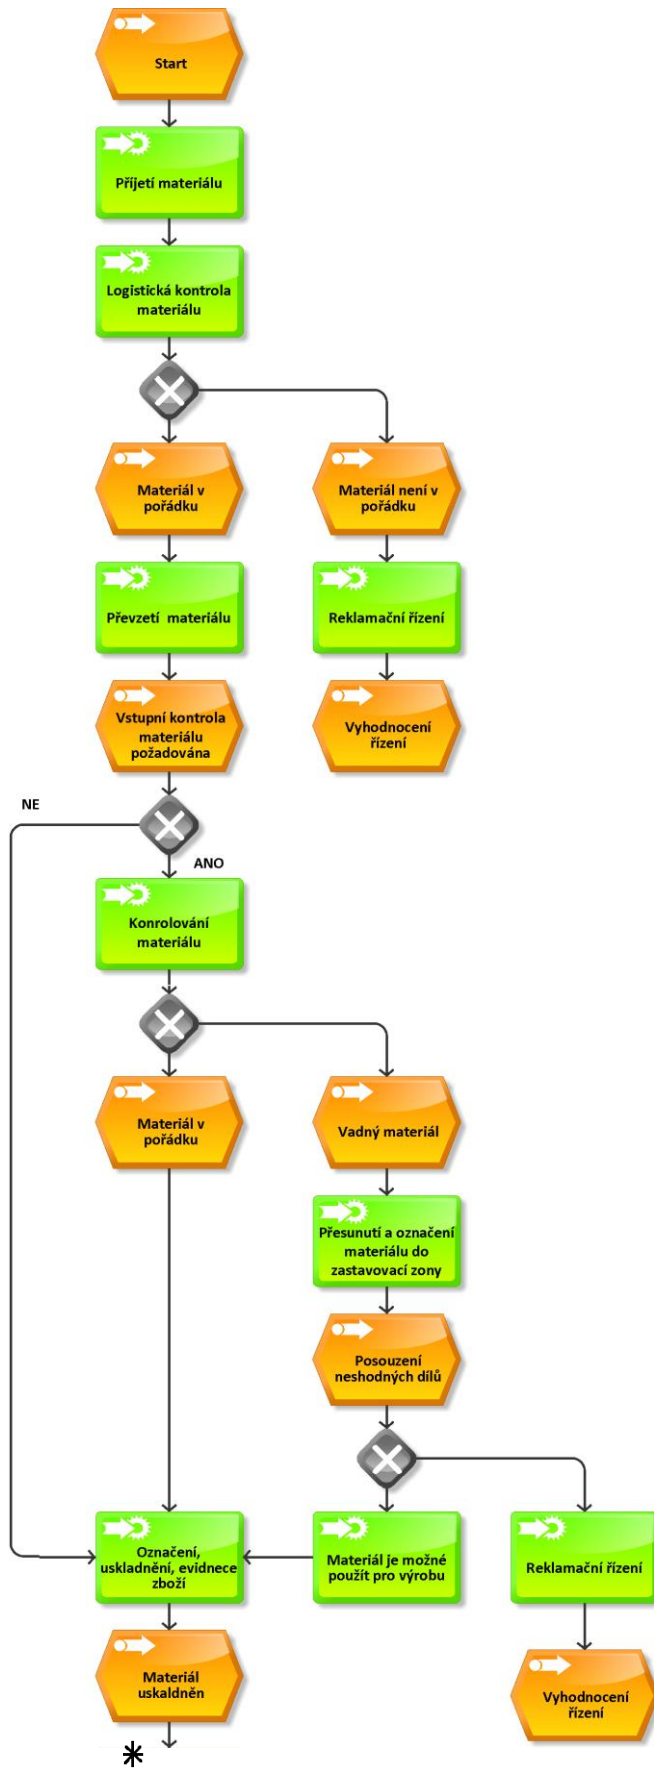 Start
Příjetí materiálu
Logistická kontrola
materiálu
Materiál v
pořádku
Materiál není v
pořádku
Převzetí  materiálu
Reklamační řízení
Vstupní kontrola
materiálu
požadována
Vyhodnocení
řízení
NE
ANO
Konrolování
materiálu
Materiál v
pořádku
Vadný materiál
Přesunutí a označení
materiálu do
zastavovací zony
Posouzení
neshodných dílů
Označení,
uskladnění, evidnece
zboží
Materiál je možné
použít pro výrobu
Reklamační řízení
Materiál
uskaldněn
Vyhodnocení
řízení
*